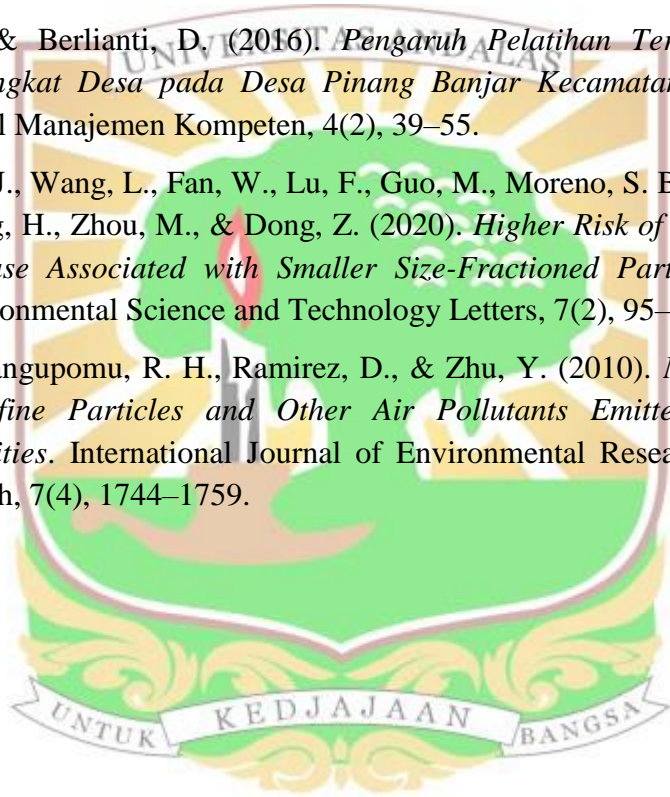 UNIVERSITAS ANDALAS
& Berlianti, D. (2016). Pengaruh Pelatihan Ter
ngkat Desa pada Desa Pinang Banjar Kecamatan
l Manajemen Kompeten, 4(2), 39–55.
J., Wang, L., Fan, W., Lu, F., Guo, M., Moreno, S. B
g, H., Zhou, M., & Dong, Z. (2020). Higher Risk of
ase Associated with Smaller Size-Fractioned Part
onmental Science and Technology Letters, 7(2), 95–
angupomu, R. H., Ramirez, D., & Zhu, Y. (2010).
fine Particles and Other Air Pollutants Emitte
ities. International Journal of Environmental Resea
h, 7(4), 1744–1759.
UNTUK KEDJAJAAN BANGSA